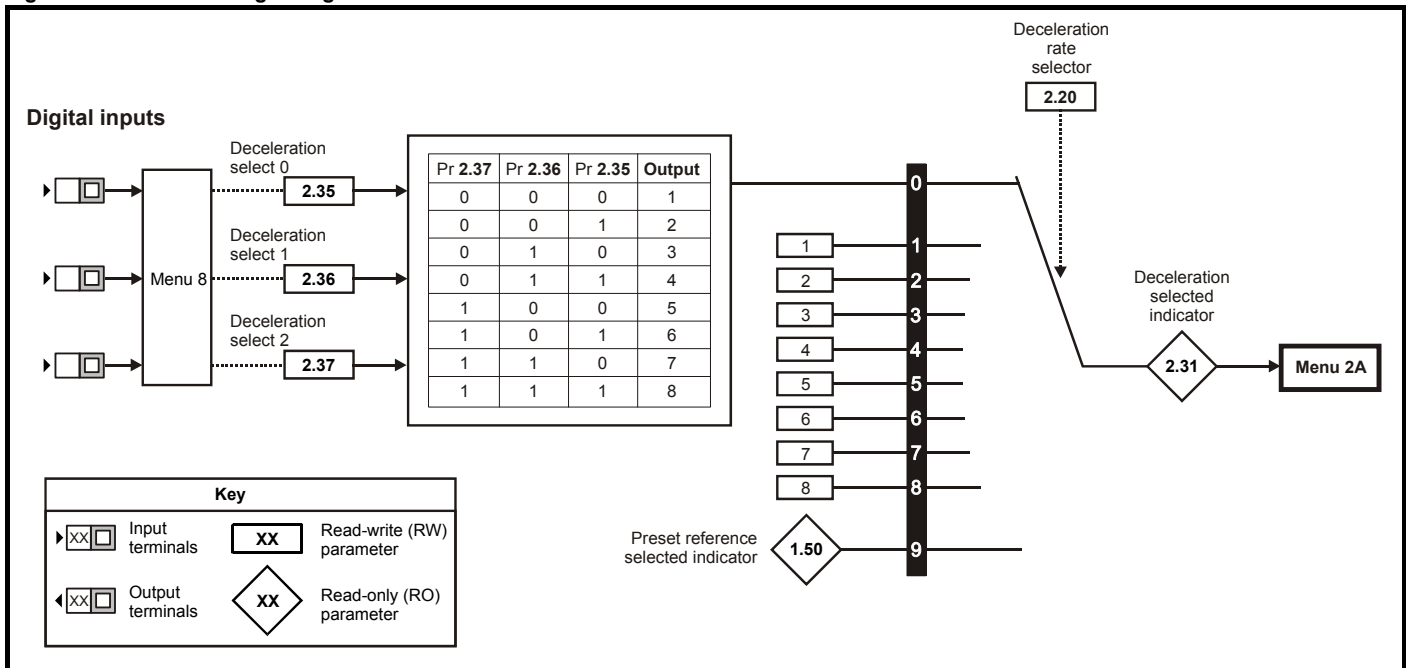 Deceleration
rate
selector
2.20
Digital inputs
Deceleration
select 0
2.35
Deceleration
select 1
2.36
Deceleration
select 2
2.37
Menu 8
Pr 2.37 Pr 2.36 Pr 2.35 Output
0 0 0 1
0 0 1 2
0 1 0 3
0 1 1 4
1 0 0 5
1 0 1 6
1 1 0 7
1 1 1 8
0
1 1
2 2
3 3
4 4
5 5
6 6
7 7
8 8
Preset reference
selected indicator
1.50
9
Deceleration
selected
indicator
2.31
Menu 2A
Key
XX
Input
terminals
XX
Read-write (RW)
parameter
XX
Output
terminals
XX
Read-only (RO)
parameter